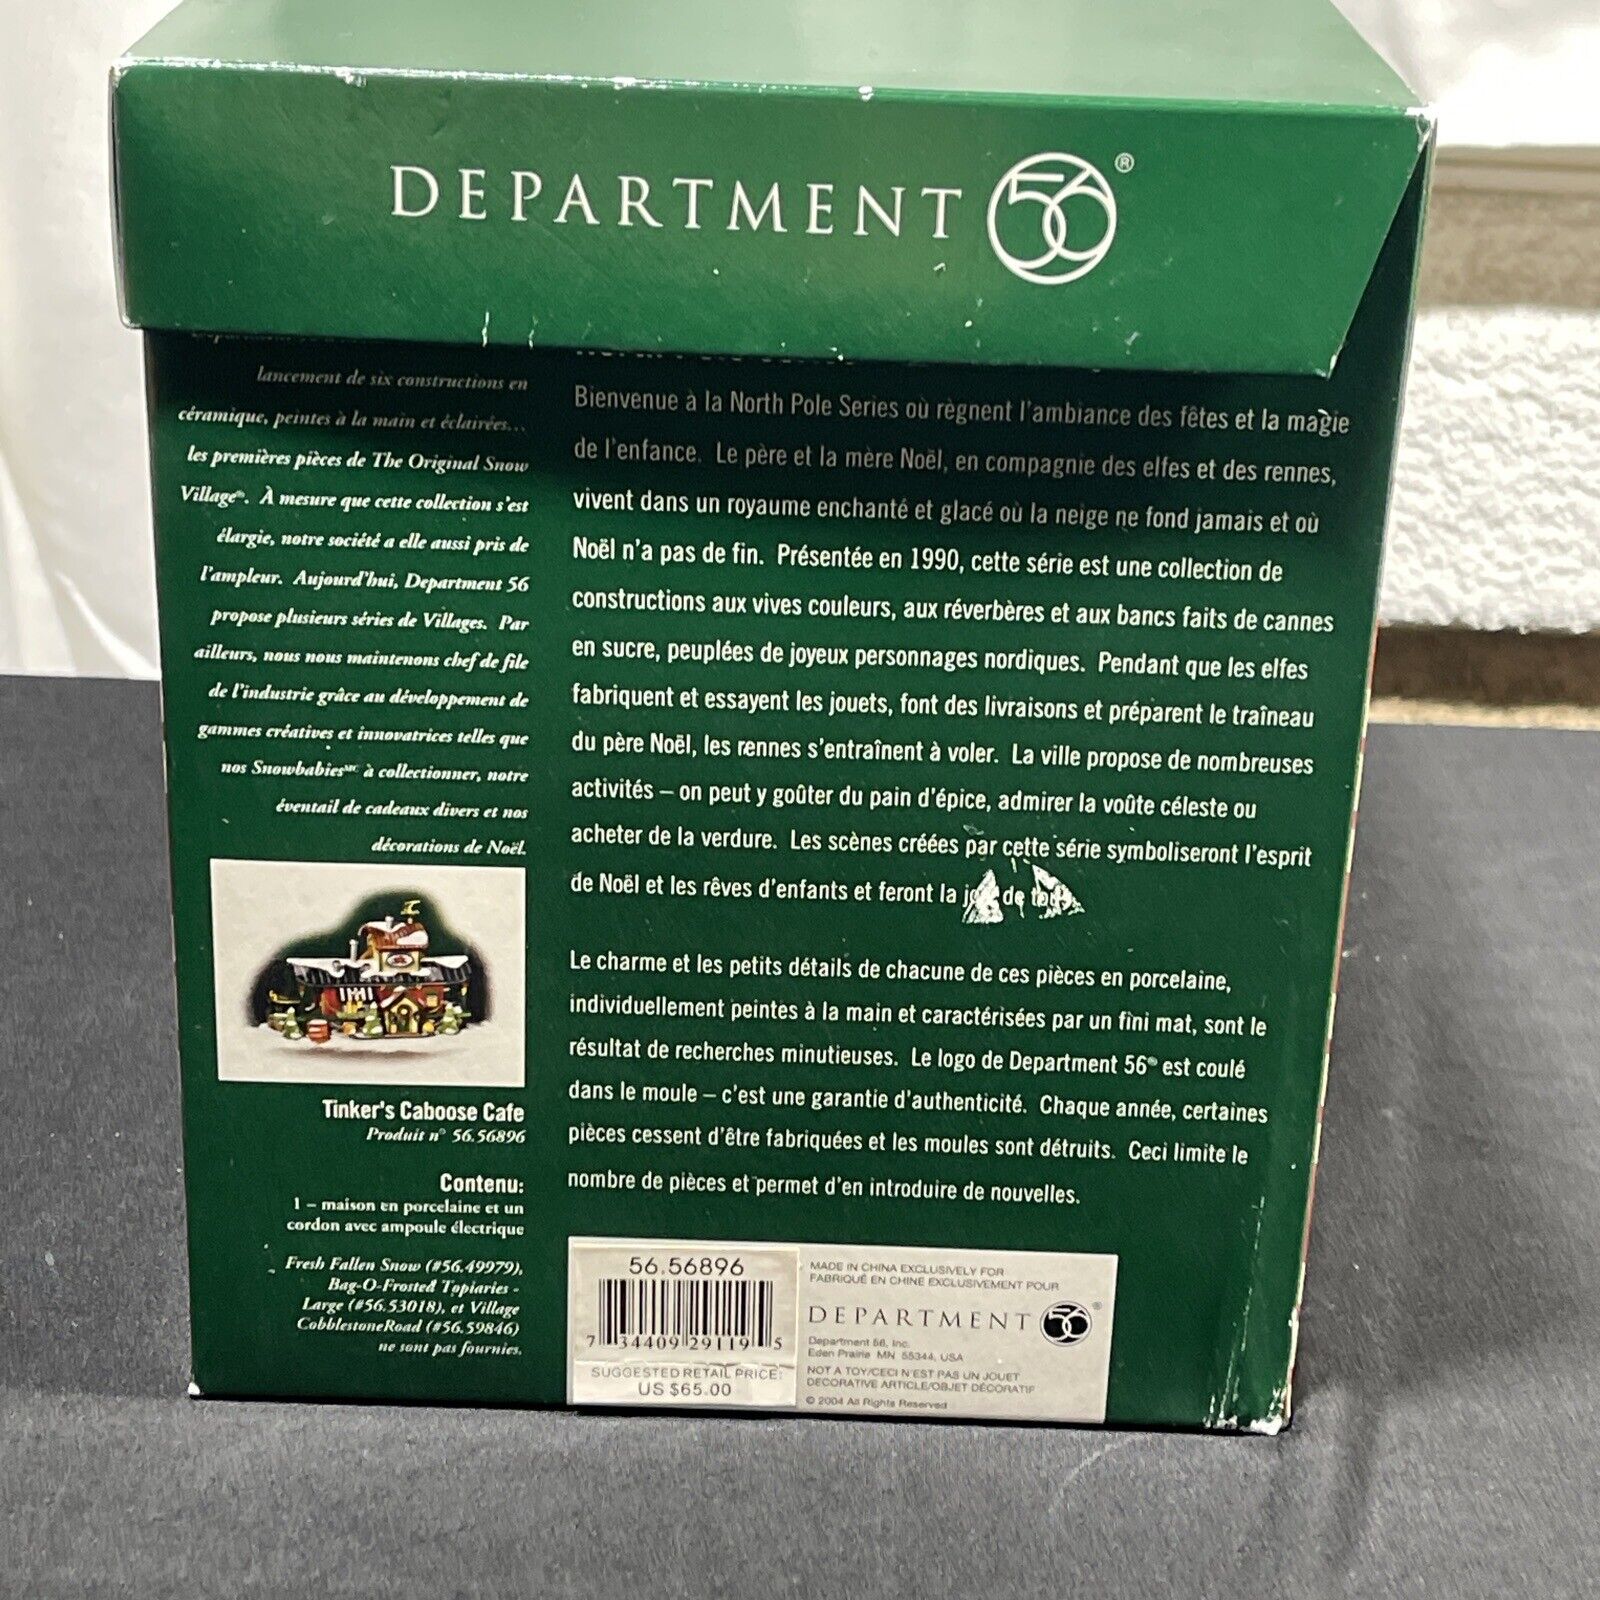 DEPARTMENT 56®
lancement de six constructions en
céramique, peintes à la main et éclairées...
les premières pièces de The Original Snow
Village®. À mesure que cette collection s'est
élargie, notre société a elle aussi pris de
l'ampleur. Aujourd'hui, Department 56
propose plusieurs séries de Villages. Par
ailleurs, nous nous maintenons chef de file
de l'industrie grâce au développement de
gammes créatives et innovatrices telles que
nos Snowbabies MC à collectionner, notre
éventail de cadeaux divers et nos
décorations de Noël.
Tinker's Caboose Cafe
Produit n° 56.56896
Contenu:
1 – maison en porcelaine et un
cordon avec ampoule électrique
Fresh Fallen Snow (#56.49979),
Bag-O-Frosted Topiaries -
Large (#56.53018), et Village
CobblestoneRoad (#56.59846)
ne sont pas fournies.
Bienvenue à la North Pole Series où règnent l'ambiance des fêtes et la magie
de l'enfance. Le père et la mère Noël, en compagnie des elfes et des rennes,
vivent dans un royaume enchanté et glacé où la neige ne fond jamais et où
Noël n'a pas de fin. Présentée en 1990, cette série est une collection de
constructions aux vives couleurs, aux réverbères et aux bancs faits de cannes
en sucre, peuplées de joyeux personnages nordiques. Pendant que les elfes
fabriquent et essayent les jouets, font des livraisons et préparent le traîneau
du père Noël, les rennes s'entraînent à voler. La ville propose de nombreuses
activités – on peut y goûter du pain d'épice, admirer la voûte céleste ou
acheter de la verdure. Les scènes créées par cette série symboliseront l'esprit
de Noël et les rêves d'enfants et feront la de
Le charme et les petits détails de chacune de ces pièces en porcelaine,
individuellement peintes à la main et caractérisées par un fini mat, sont le
résultat de recherches minutieuses. Le logo de Department 56® est coulé
dans le moule – c'est une garantie d'authenticité. Chaque année, certaines
pièces cessent d'être fabriquées et les moules sont détruits. Ceci limite le
nombre de pièces et permet d'en introduire de nouvelles.
56.56896
7 34409 29119 5
SUGGESTED RETAIL PRICE:
US $65.00
MADE IN CHINA EXCLUSIVELY FOR
FABRIQUÉ EN CHINE EXCLUSIVEMENT POUR
DEPARTMENT 56®
Department 56, Inc.
Eden Prairie MN 55344, USA
NOT A TOY/CECI N'EST PAS UN JOUET
DECORATIVE ARTICLE/OBJET DÉCORATIF
© 2004 All Rights Reserved